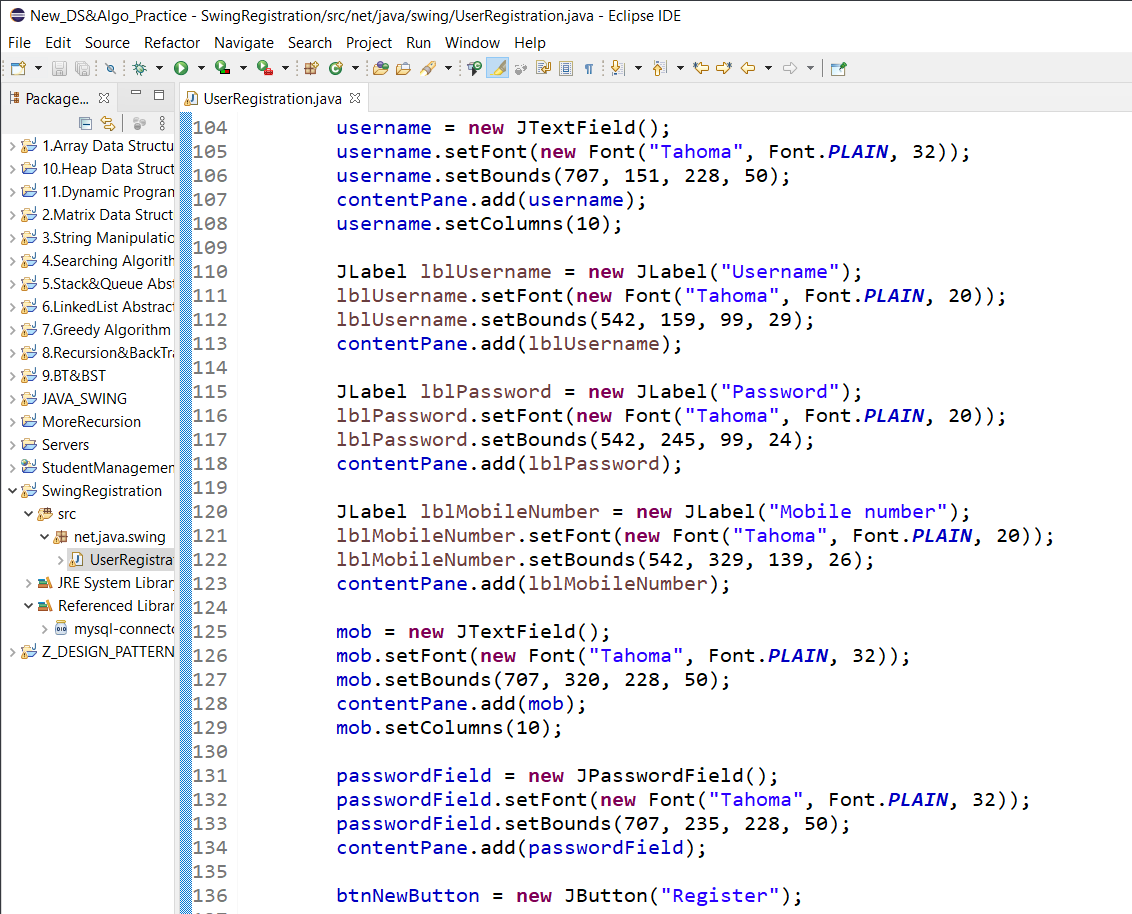 New_DS&Algo_Practice - SwingRegistration/src/net/java/swing/UserRegistration.java - Eclipse IDE
File Edit Source Refactor Navigate Search Project Run Window Help
Package...
UserRegistration.java
1.Array Data Structu
10.Heap Data Struct
11.Dynamic Program
2.Matrix Data Struct
3.String Manipulatic
4.Searching Algorith
5.Stack&Queue Abs
6.LinkedList Abstrac
7.Greedy Algorithm
8.Recursion&BackTra
9.BT&BST
JAVA_SWING
MoreRecursion
Servers
StudentManagemen
SwingRegistration
src
net.java.swing
UserRegistra
JRE System Librar
Referenced Librar
mysql-connecto
Z_DESIGN_PATTERN
104 username = new JTextField();
105 username.setFont(new Font("Tahoma", Font.PLAIN, 32));
106 username.setBounds(707, 151, 228, 50);
107 contentPane.add(username);
108 username.setColumns(10);
109
110 JLabel lblUsername = new JLabel("Username");
111 lblUsername.setFont(new Font("Tahoma", Font.PLAIN, 20));
112 lblUsername.setBounds(542, 159, 99, 29);
113 contentPane.add(lblUsername);
114
115 JLabel lblPassword = new JLabel("Password");
116 lblPassword.setFont(new Font("Tahoma", Font.PLAIN, 20));
117 lblPassword.setBounds(542, 245, 99, 24);
118 contentPane.add(lblPassword);
119
120 JLabel lblMobileNumber = new JLabel("Mobile number");
121 lblMobileNumber.setFont(new Font("Tahoma", Font.PLAIN, 20));
122 lblMobileNumber.setBounds(542, 329, 139, 26);
123 contentPane.add(lblMobileNumber);
124
125 mob = new JTextField();
126 mob.setFont(new Font("Tahoma", Font.PLAIN, 32));
127 mob.setBounds(707, 320, 228, 50);
128 contentPane.add(mob);
129 mob.setColumns(10);
130
131 passwordField = new JPasswordField();
132 passwordField.setFont(new Font("Tahoma", Font.PLAIN, 32));
133 passwordField.setBounds(707, 235, 228, 50);
134 contentPane.add(passwordField);
135
136 btnNewButton = new JButton("Register");